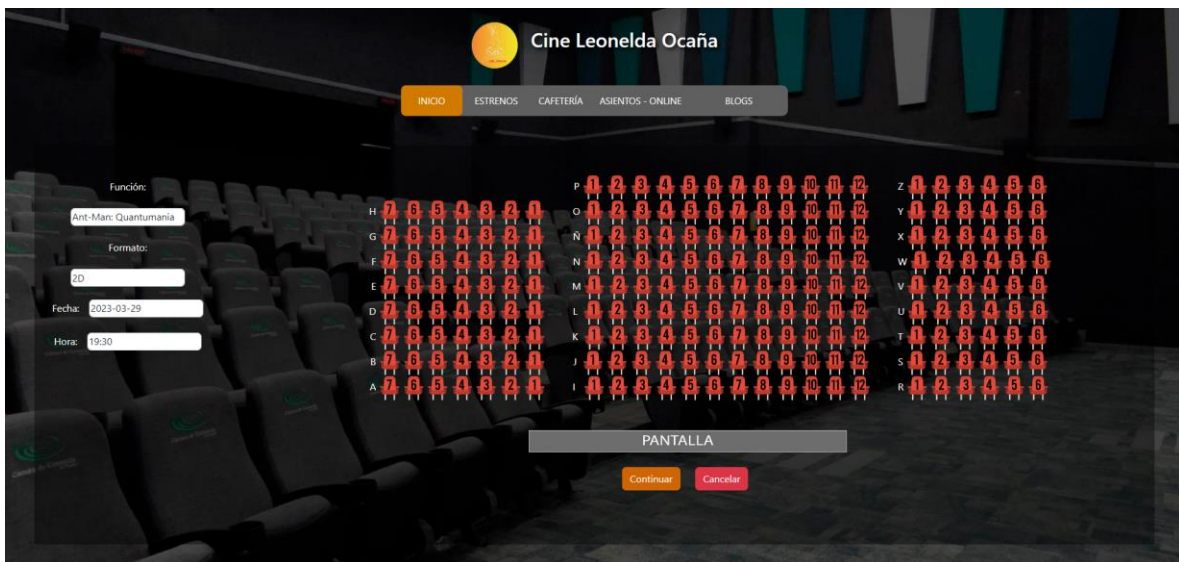 Cine Leonelda Ocaña
INICIO ESTRENOS CAFETERÍA ASIENTOS - ONLINE BLOGS
Función:
Ant-Man: Quantumanía
Formato:
2D
Fecha: 2023-03-29
Hora: 19:30
P 1 2 3 4 5 6 7 8 9 10 11 12 Z 1 2 3 4 5 6
H 7 6 5 4 3 2 1 O 1 2 3 4 5 6 7 8 9 10 11 12 Y 1 2 3 4 5 6
G 7 6 5 4 3 2 1 Ñ 1 2 3 4 5 6 7 8 9 10 11 12 X 1 2 3 4 5 6
F 7 6 5 4 3 2 1 N 1 2 3 4 5 6 7 8 9 10 11 12 W 1 2 3 4 5 6
E 7 6 5 4 3 2 1 M 1 2 3 4 5 6 7 8 9 10 11 12 V 1 2 3 4 5 6
D 7 6 5 4 3 2 1 L 1 2 3 4 5 6 7 8 9 10 11 12 U 1 2 3 4 5 6
C 7 6 5 4 3 2 1 K 1 2 3 4 5 6 7 8 9 10 11 12 T 1 2 3 4 5 6
B 7 6 5 4 3 2 1 J 1 2 3 4 5 6 7 8 9 10 11 12 S 1 2 3 4 5 6
A 7 6 5 4 3 2 1 I 1 2 3 4 5 6 7 8 9 10 11 12 R 1 2 3 4 5 6
PANTALLA
Continuar Cancelar